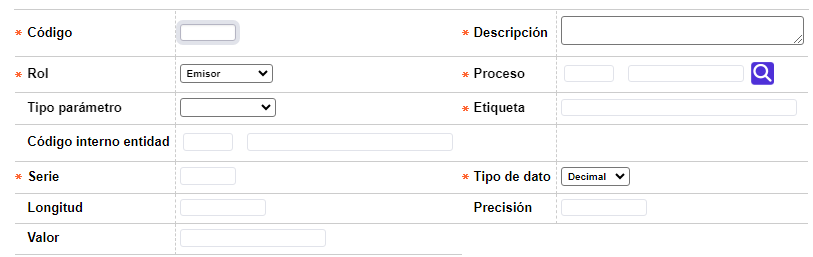 * Código * Descripción
* Rol Emisor * Proceso
Tipo parámetro * Etiqueta
Código interno entidad
* Serie * Tipo de dato Decimal
Longitud Precisión
Valor